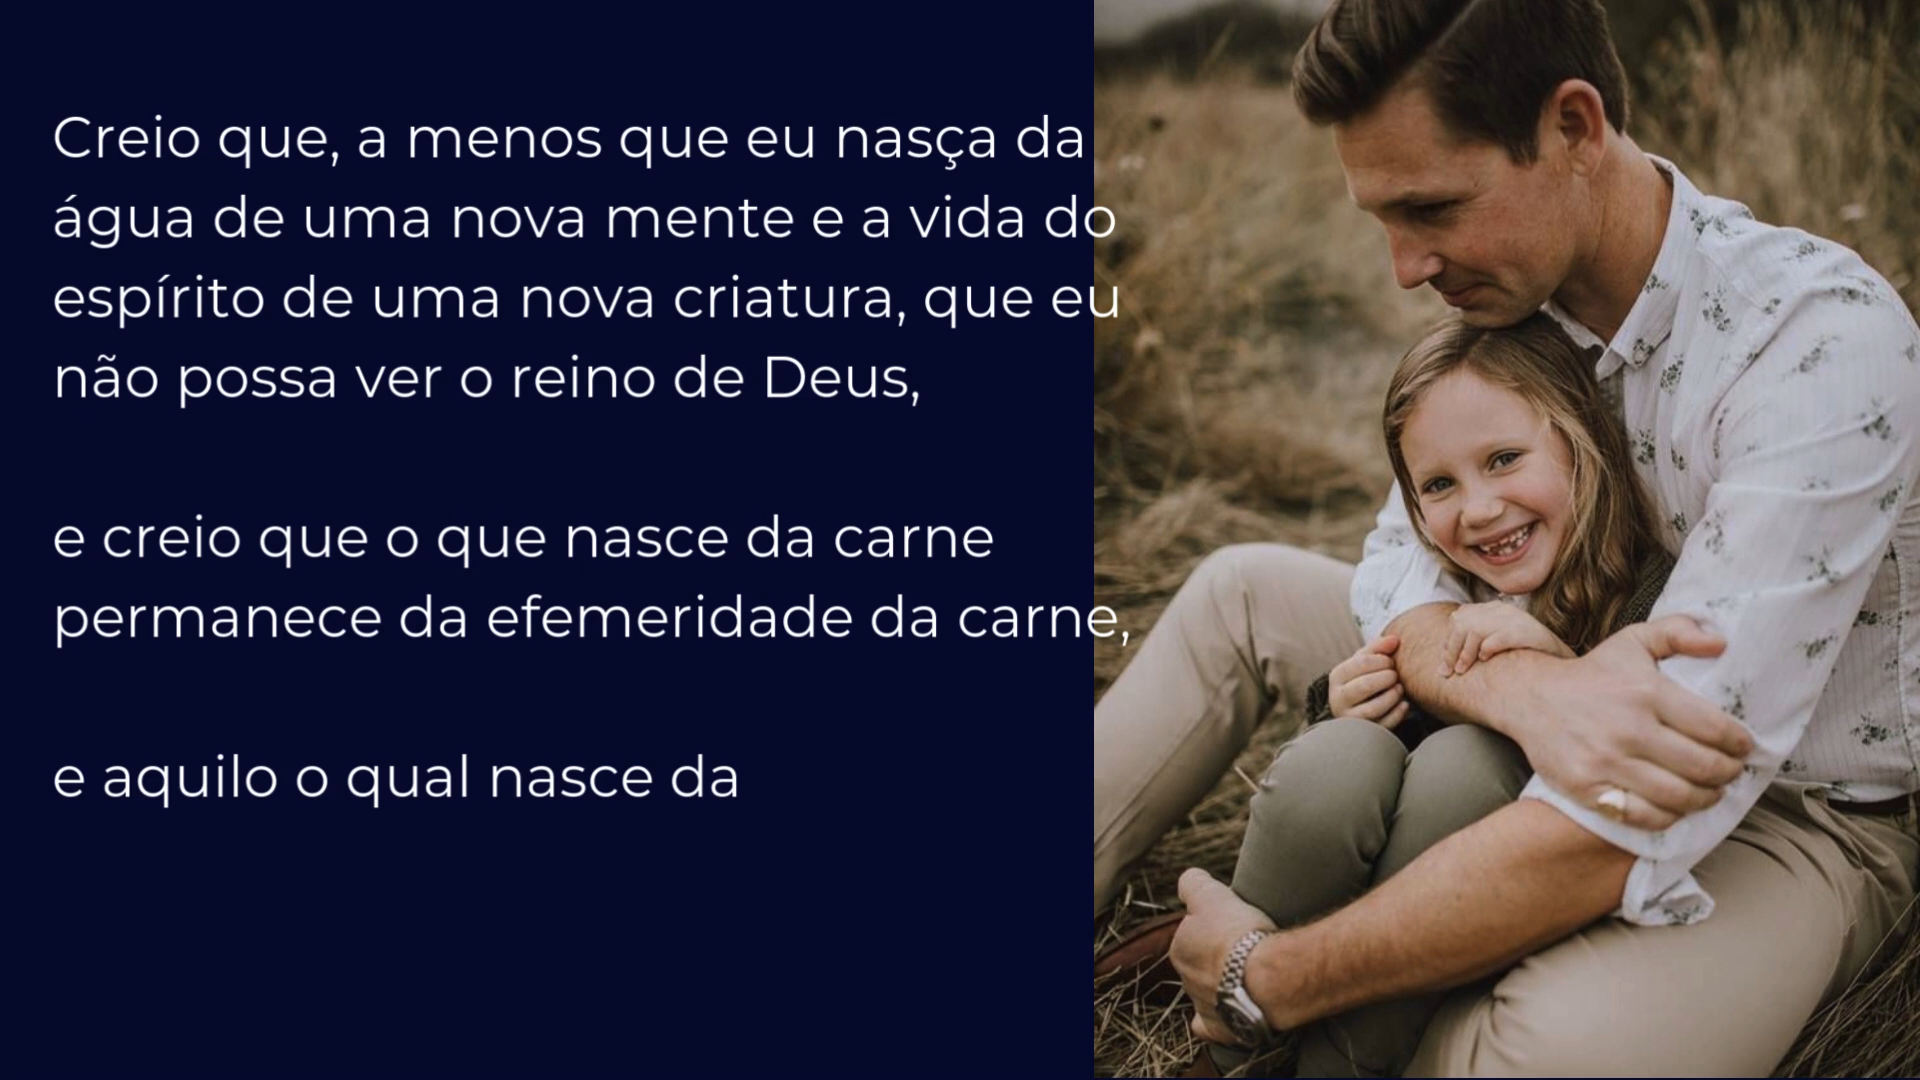 Creio que, a menos que eu nasça da
água de uma nova mente e a vida do
espírito de uma nova criatura, que eu
não possa ver o reino de Deus,
e creio que o que nasce da carne
permanece da efemeridade da carne,
e aquilo o qual nasce da